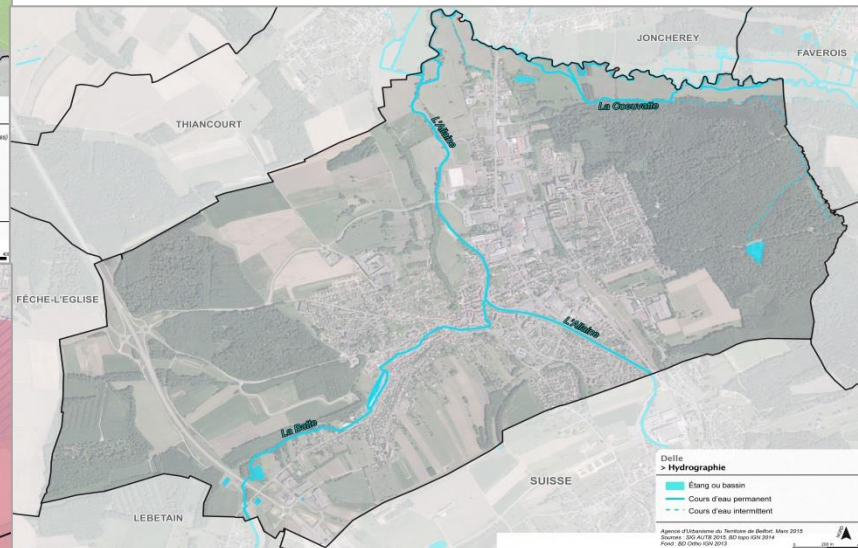 JONCHEREY
FAVEROIS
La Cocuvatte
THIANCOURT
L'Allaine
FÊCHE-L'EGLISE
L'Allaine
La Batte
SUISSE
LEBETAIN
Delle
> Hydrographie
Étang ou bassin
Cours d'eau permanent
Cours d'eau intermittent
Agence d'Urbanisme du Territoire de Belfort, Mars 2015
Sources : SIG AUTB 2015, BD topo IGN 2014
Fond : BD Ortho IGN 2013